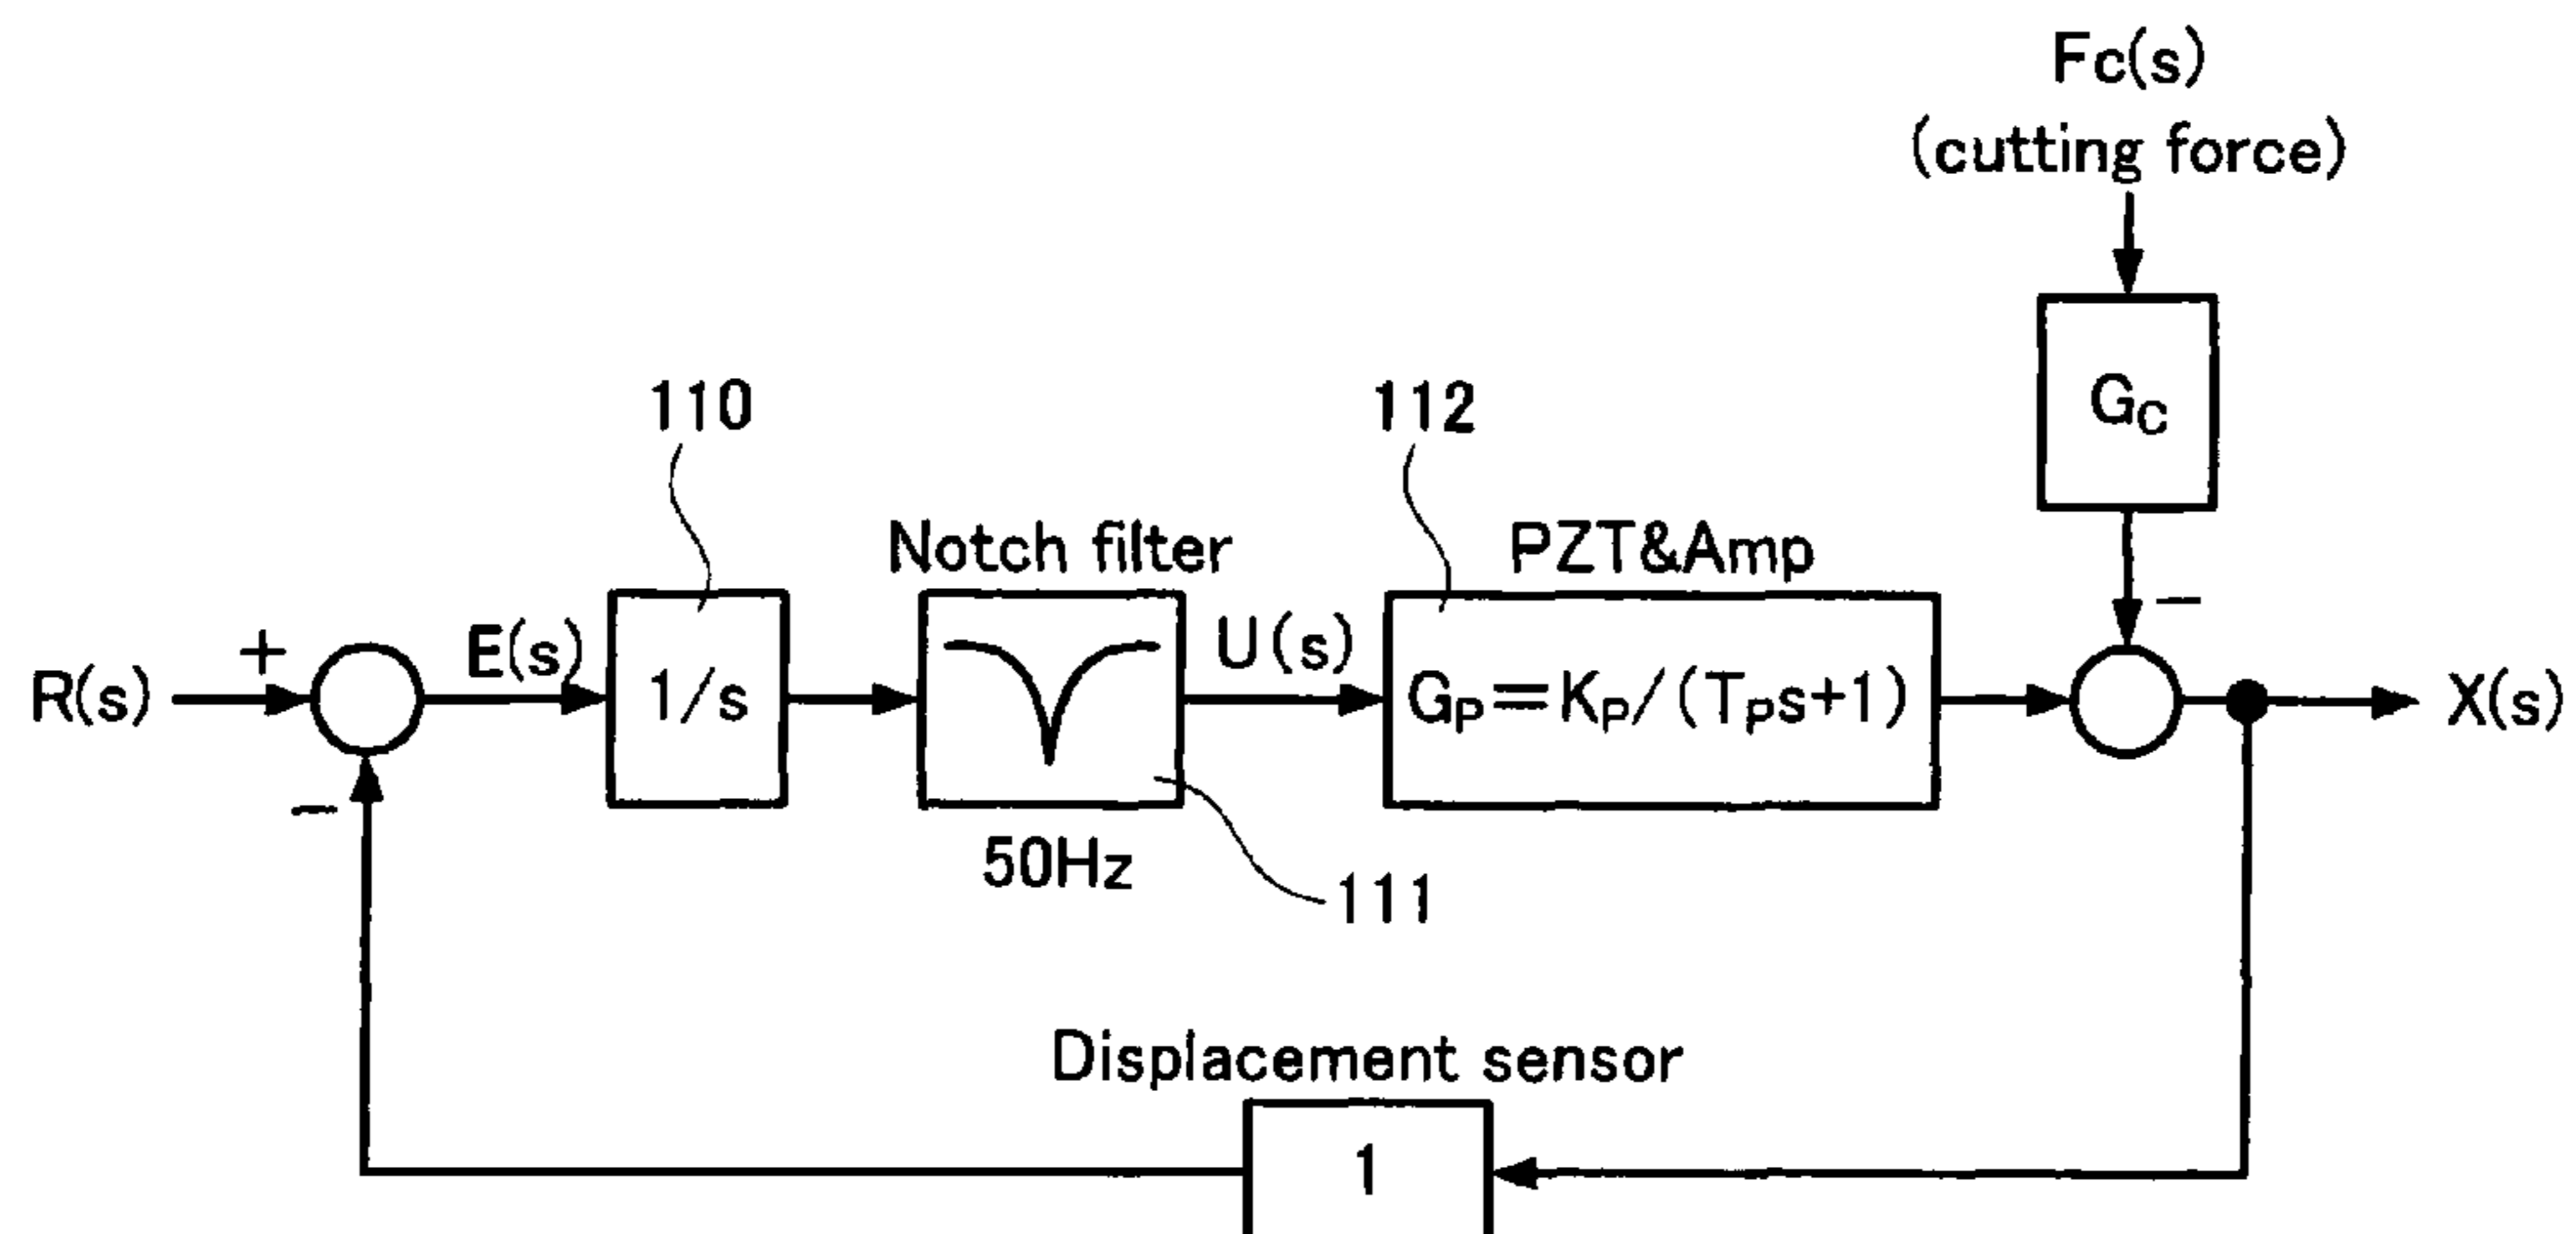 Fc(s)
(cutting force)
GC
110
112
Notch filter
PZT&Amp
R(s)
+
E(s)
1/s
U(s)
GP=KP/(TPs+1)
−
X(s)
−
50Hz
111
Displacement sensor
1